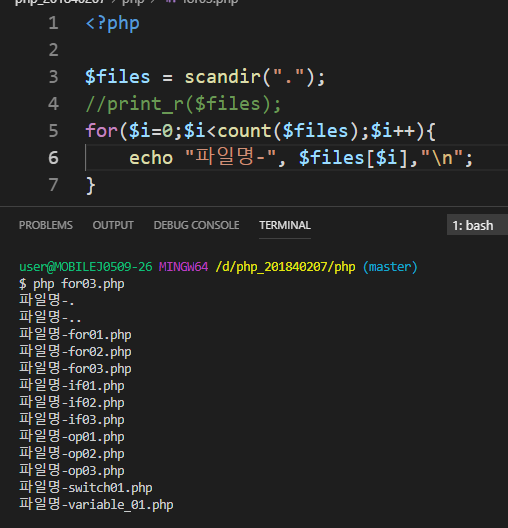 php_201840207 > php > for03.php
1 <?php
2
3 $files = scandir(".");
4 //print_r($files);
5 for($i=0;$i<count($files);$i++){
6     echo "파일명-", $files[$i],"\n";
7 }
PROBLEMS OUTPUT DEBUG CONSOLE TERMINAL 1: bash
user@MOBILEJ0509-26 MINGW64 /d/php_201840207/php (master)
$ php for03.php
파일명-.
파일명-..
파일명-for01.php
파일명-for02.php
파일명-for03.php
파일명-if01.php
파일명-if02.php
파일명-if03.php
파일명-op01.php
파일명-op02.php
파일명-op03.php
파일명-switch01.php
파일명-variable_01.php